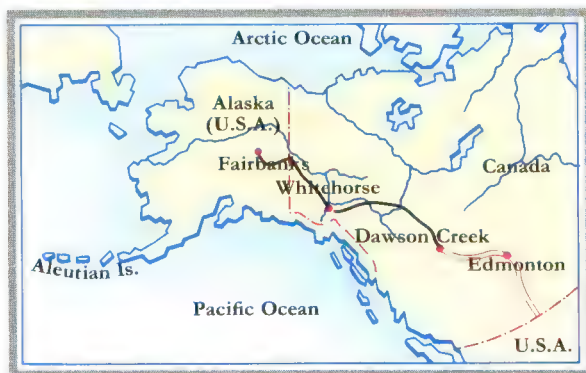 Arctic Ocean
Alaska
(U.S.A.)
Fairbanks
Canada
Whitehorse
Dawson Creek
Edmonton
Aleutian Is.
Pacific Ocean
U.S.A.